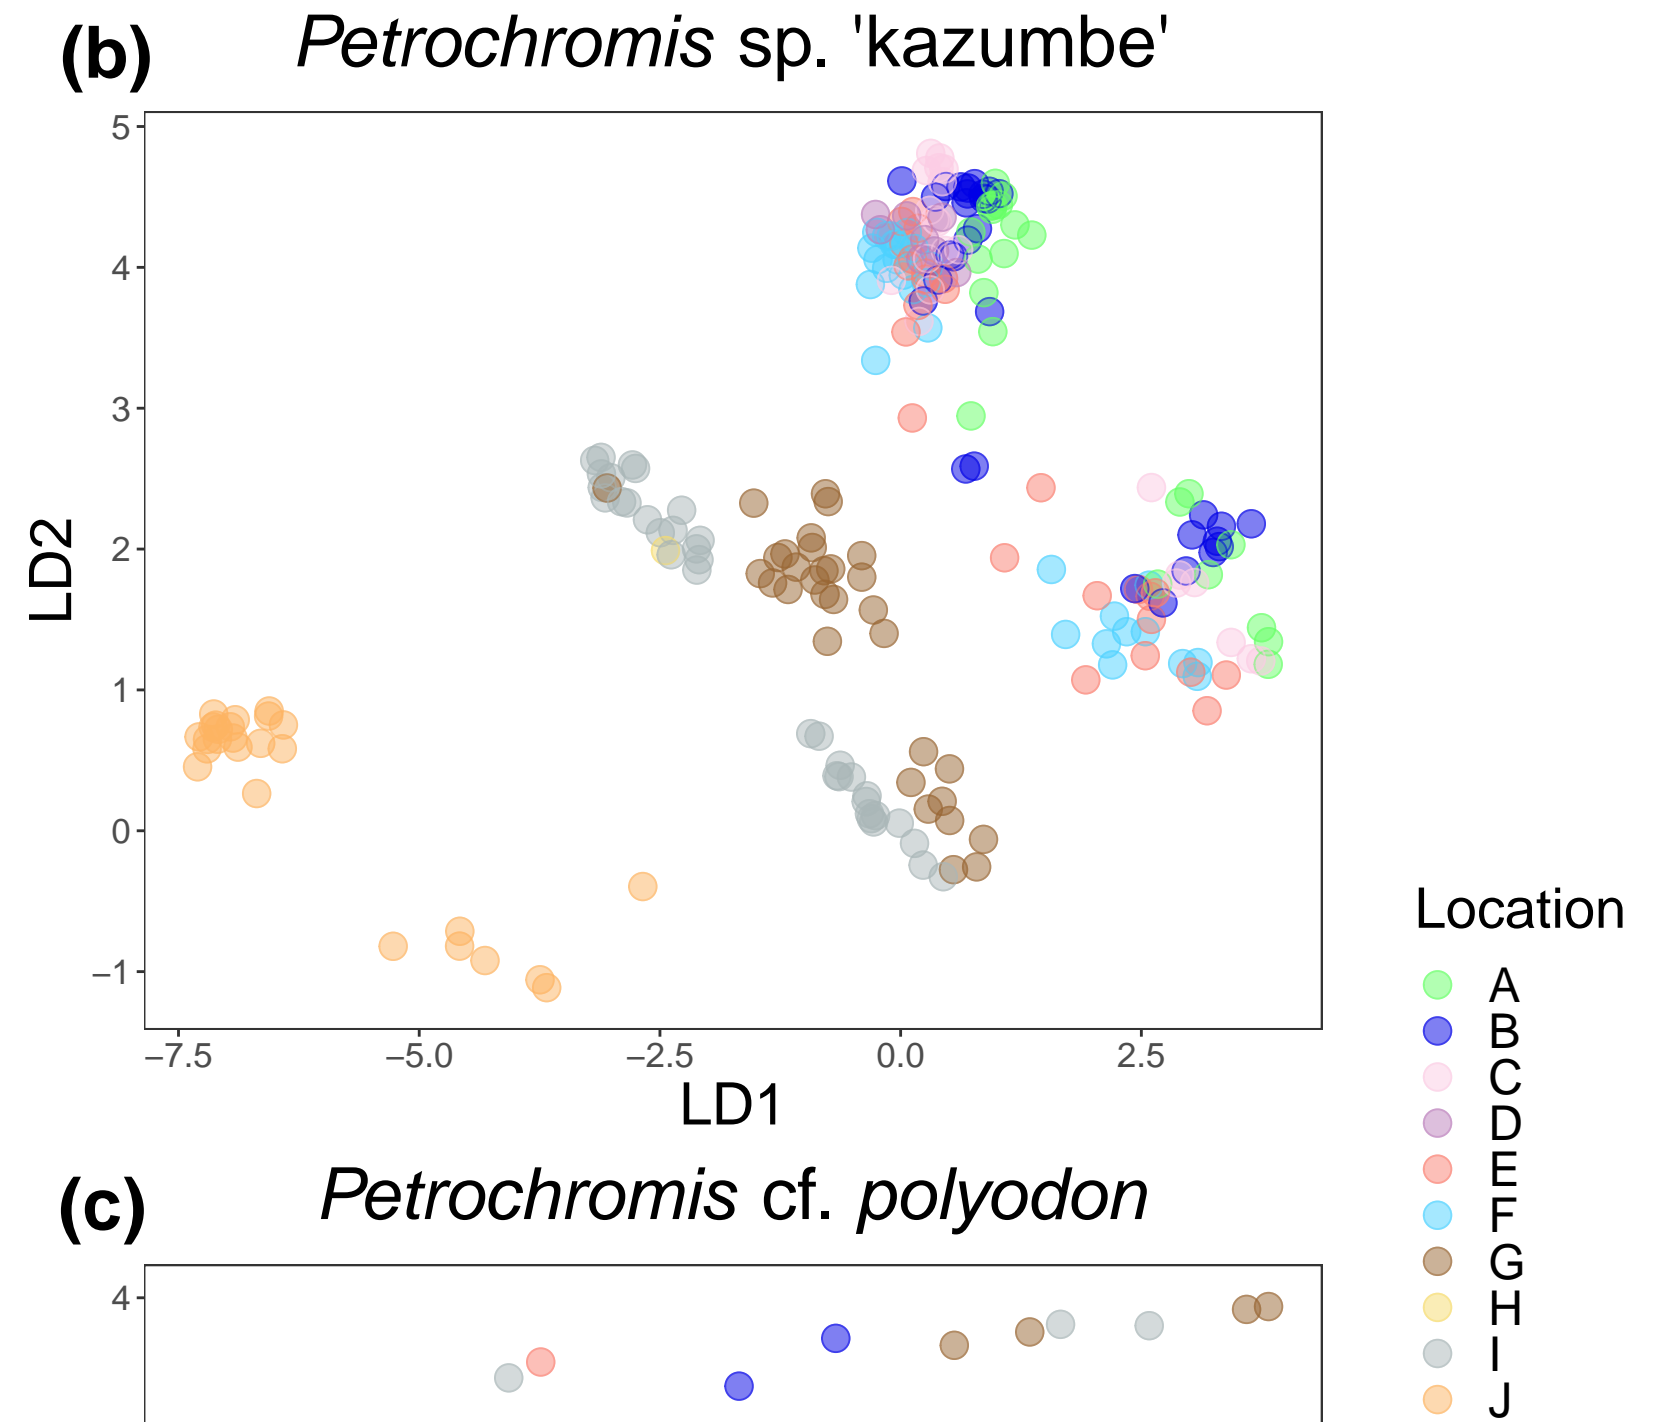 (b) Petrochromis sp. 'kazumbe'
5
4
3
2
1
0
−1
LD2
−7.5 −5.0 −2.5 0.0 2.5
LD1
Location
A
B
C
D
E
F
G
H
I
J
(c) Petrochromis cf. polyodon
4